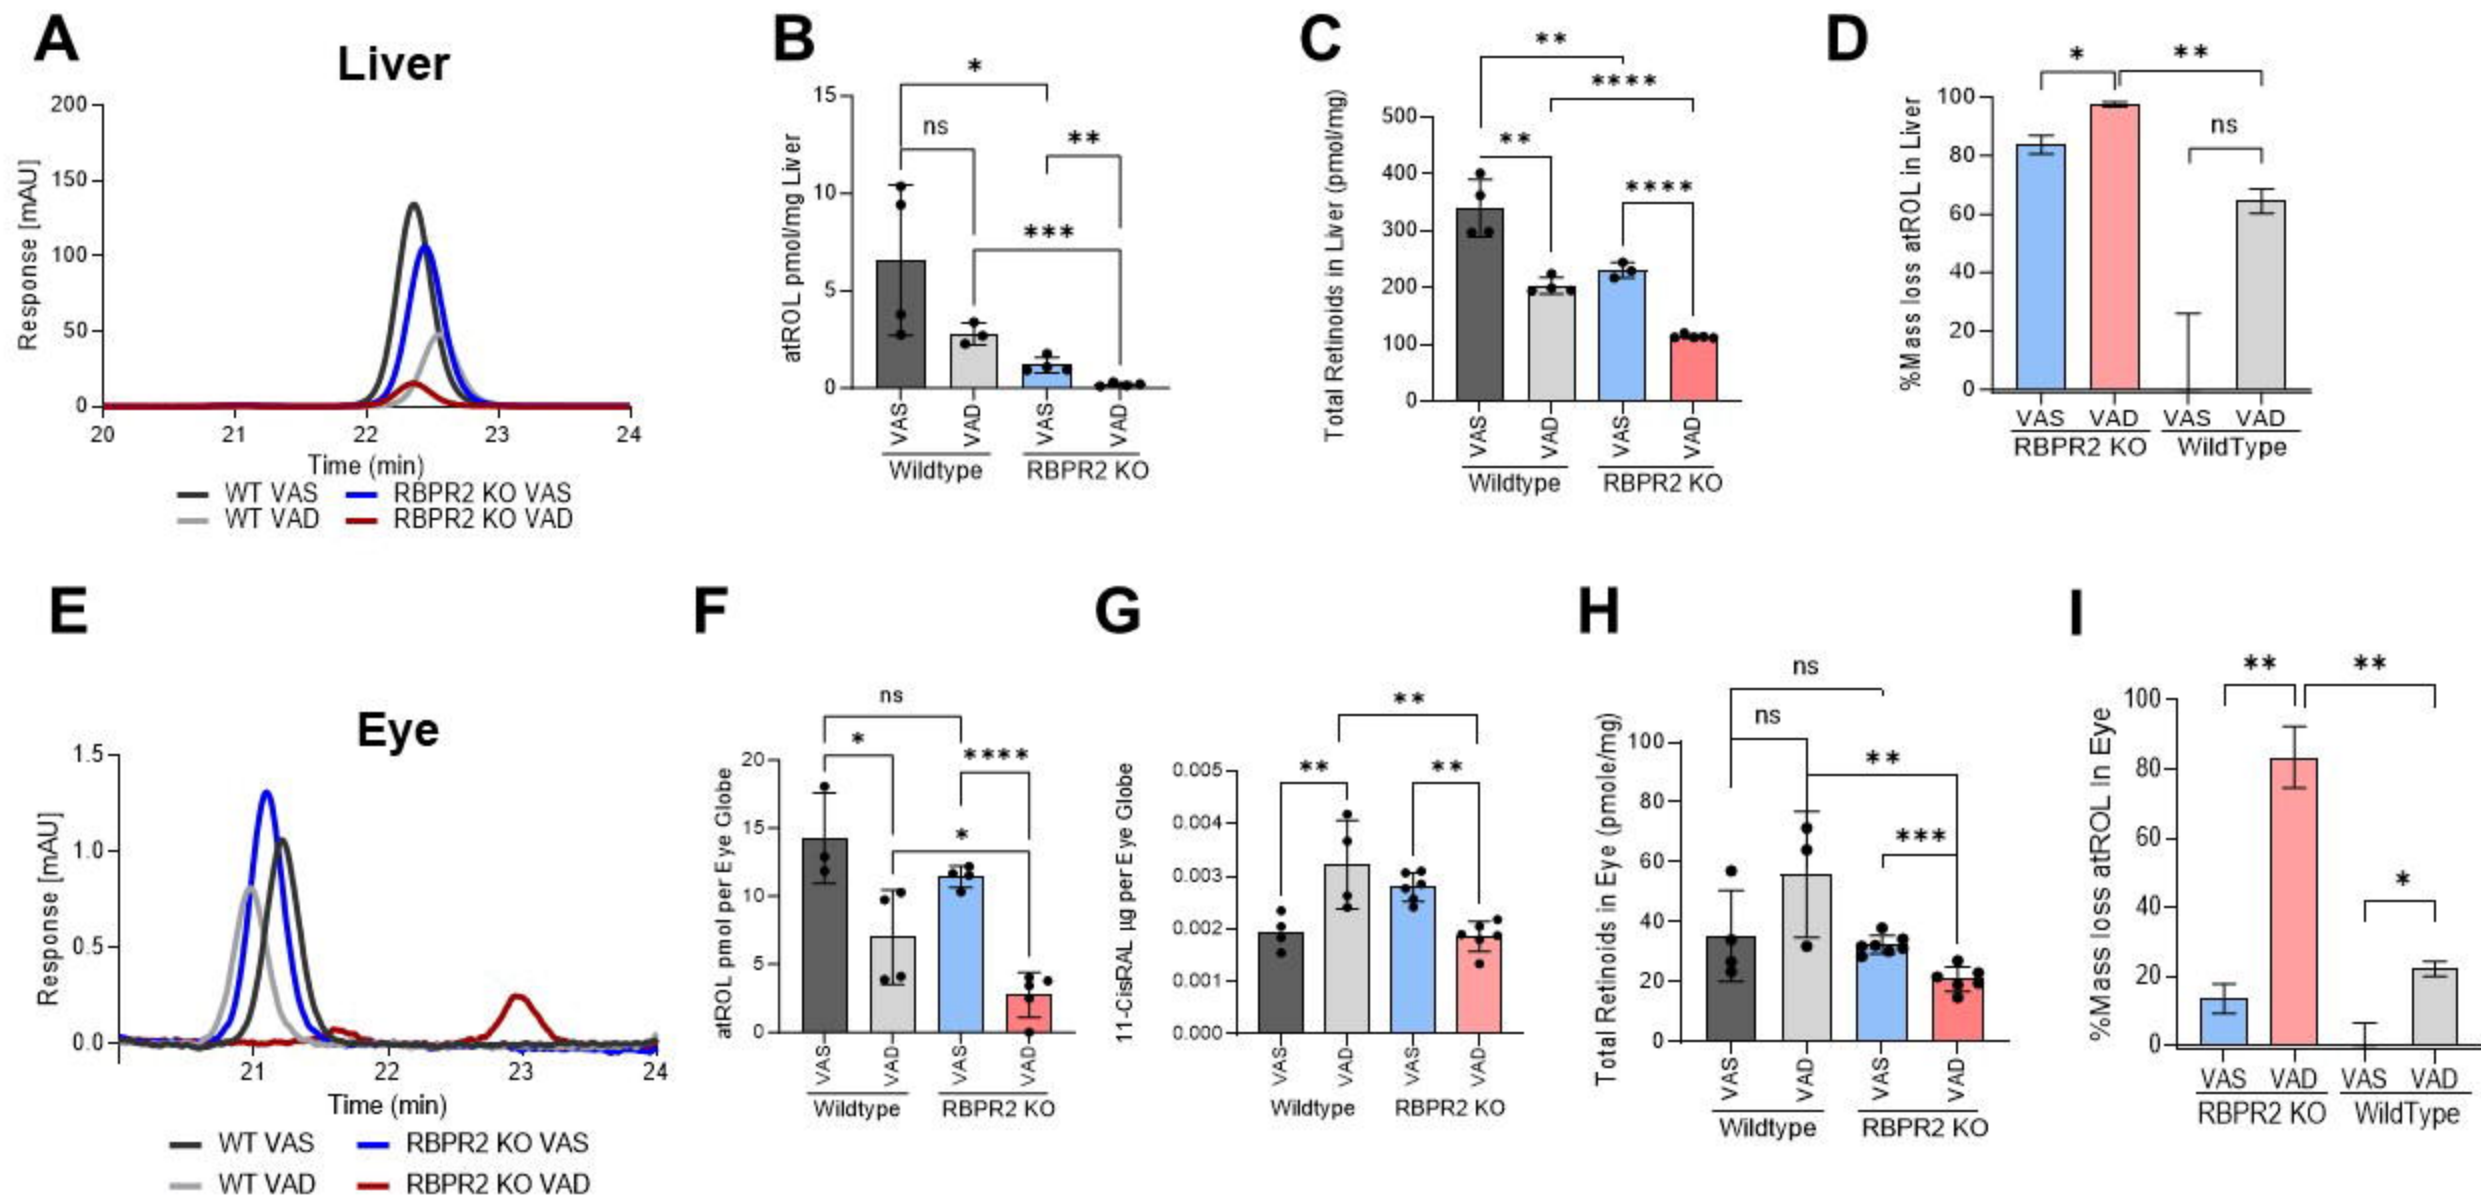 A
Liver
Response [mAU]
200
150
100
50
0
20 21 22 23 24
Time (min)
WT VAS RBPR2 KO VAS
WT VAD RBPR2 KO VAD
B
atROL pmol/mg Liver
15
10
5
0
*
ns
**
***
VAS VAD VAS VAD
Wildtype RBPR2 KO
C
Total Retinoids in Liver (pmol/mg)
500
400
300
200
100
0
**
****
**
****
VAS VAD VAS VAD
Wildtype RBPR2 KO
D
%Mass loss atROL in Liver
100
80
60
40
20
0
* **
ns
VAS VAD VAS VAD
RBPR2 KO WildType
E
Eye
Response [mAU]
1.5
1.0
0.5
0.0
21 22 23 24
Time (min)
WT VAS RBPR2 KO VAS
WT VAD RBPR2 KO VAD
F
atROL pmol per Eye Globe
20
15
10
5
0
ns
*
****
*
VAS VAD VAS VAD
Wildtype RBPR2 KO
G
11-CisRAL µg per Eye Globe
0.005
0.004
0.003
0.002
0.001
0.000
**
** **
VAS VAD VAS VAD
Wildtype RBPR2 KO
H
Total Retinoids in Eye (pmole/mg)
100
80
60
40
20
0
ns
ns
**
***
VAS VAD VAS VAD
Wildtype RBPR2 KO
I
%Mass loss atROL in Eye
100
80
60
40
20
0
** **
*
VAS VAD VAS VAD
RBPR2 KO WildType